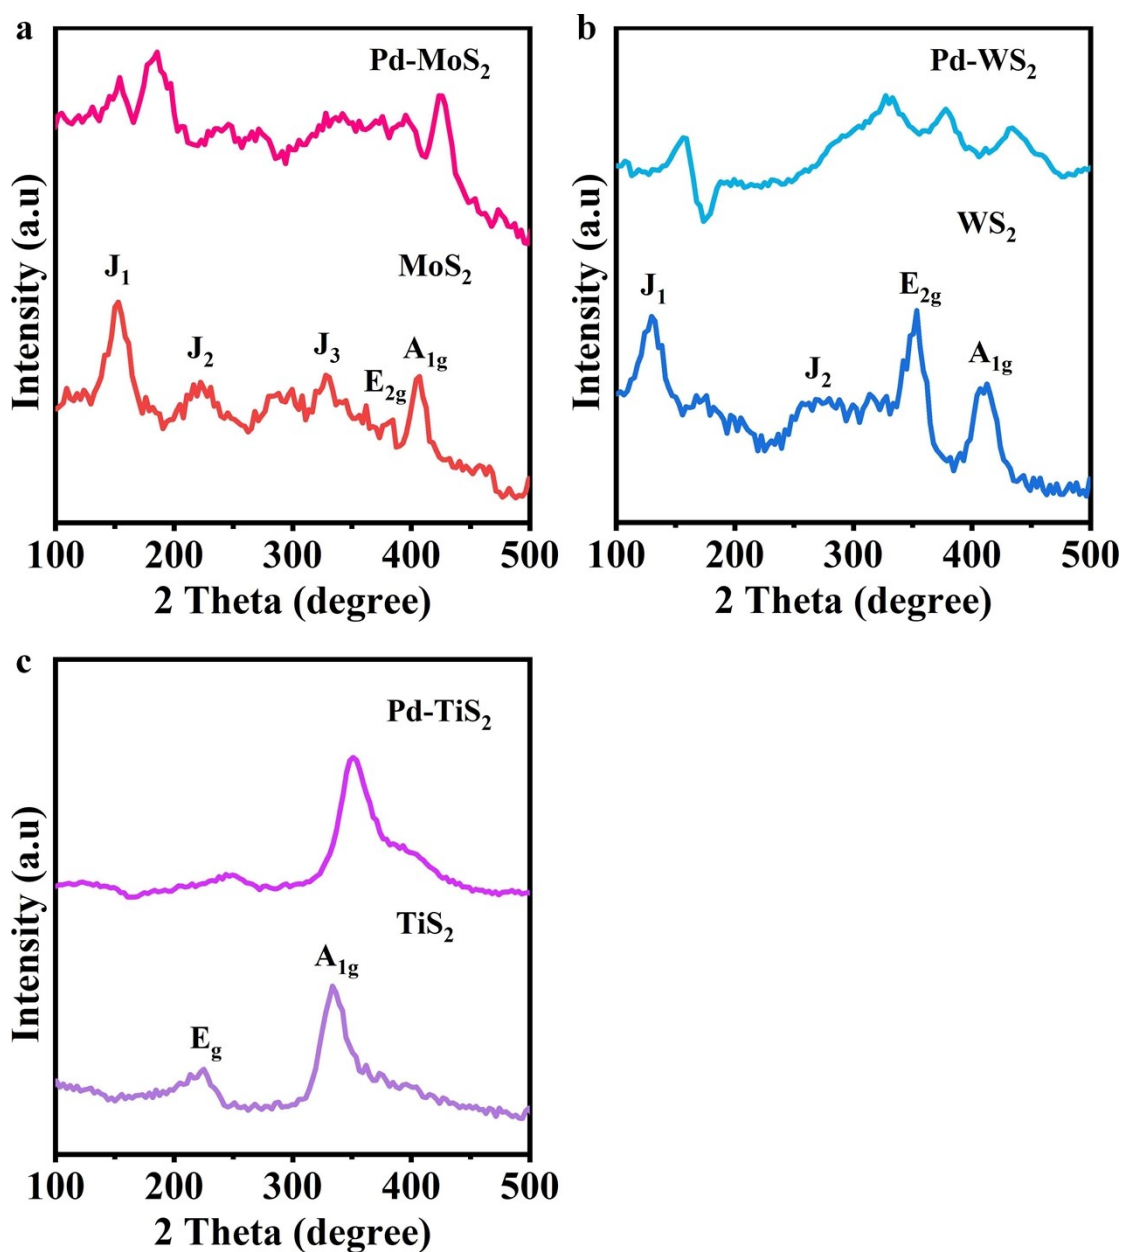 a
Pd-MoS₂
MoS₂
J₁
J₂
J₃
E₂g
A₁g
Intensity (a.u)
100 200 300 400 500
2 Theta (degree)
b
Pd-WS₂
WS₂
J₁
J₂
E₂g
A₁g
Intensity (a.u)
100 200 300 400 500
2 Theta (degree)
c
Pd-TiS₂
TiS₂
A₁g
Eg
Intensity (a.u)
100 200 300 400 500
2 Theta (degree)